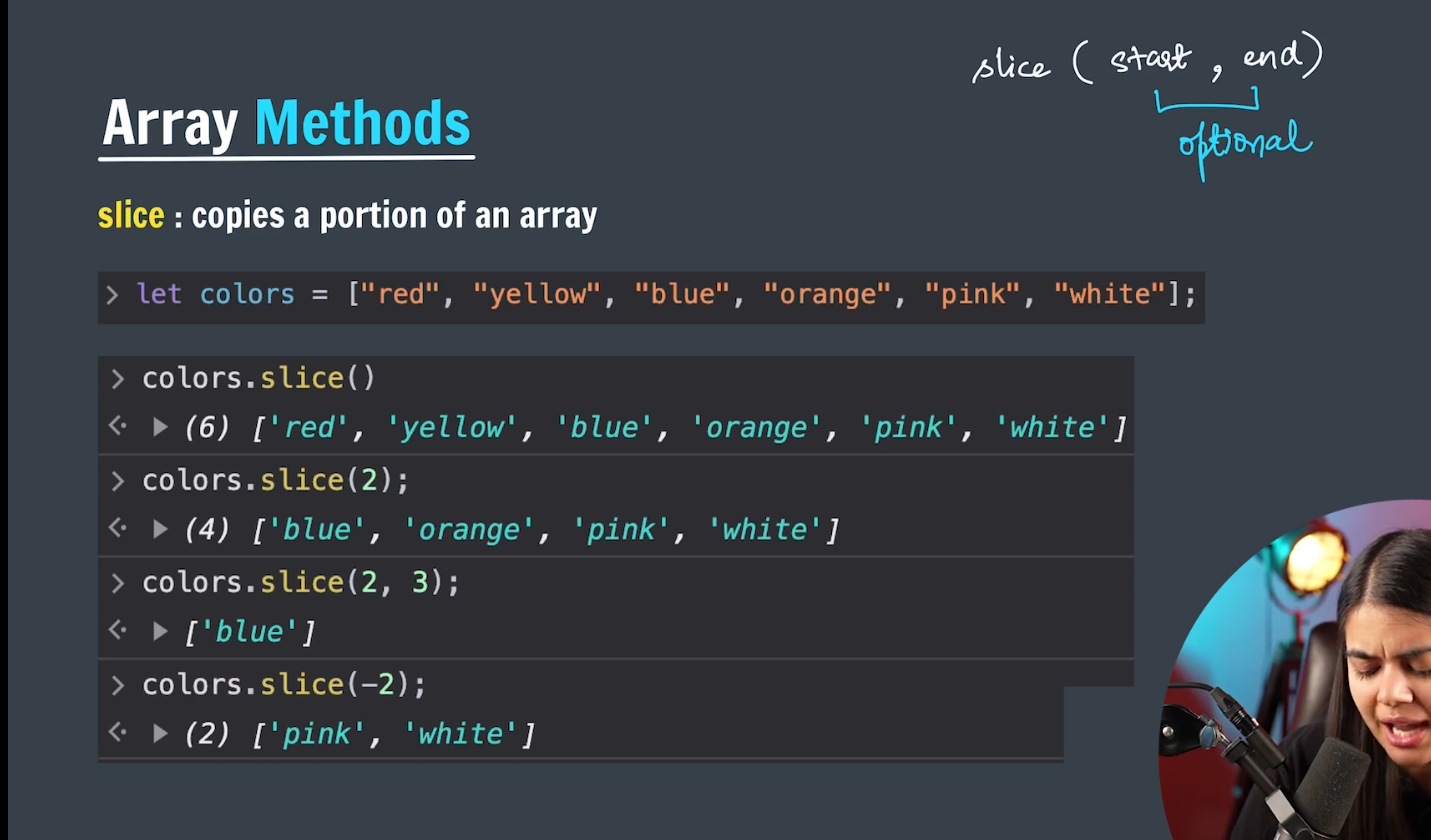 slice ( start , end)
optional
Array Methods
slice : copies a portion of an array
> let colors = ["red", "yellow", "blue", "orange", "pink", "white"];
> colors.slice()
(6) ['red', 'yellow', 'blue', 'orange', 'pink', 'white']
> colors.slice(2);
(4) ['blue', 'orange', 'pink', 'white']
> colors.slice(2, 3);
['blue']
> colors.slice(-2);
(2) ['pink', 'white']